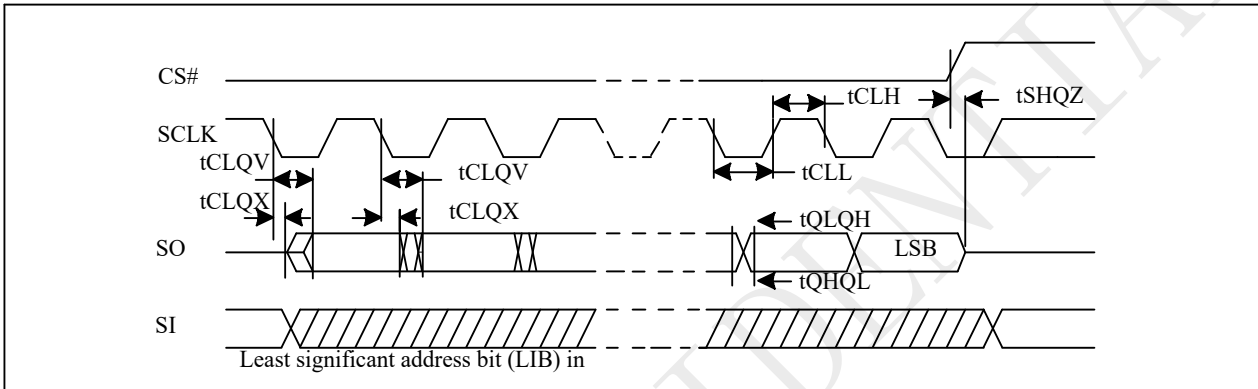 CS#
tCLH
tSHQZ
SCLK
tCLQV
tCLQV
tCLL
tCLQX
tCLQX
tQLQH
SO
LSB
tQHQL
SI
Least significant address bit (LIB) in